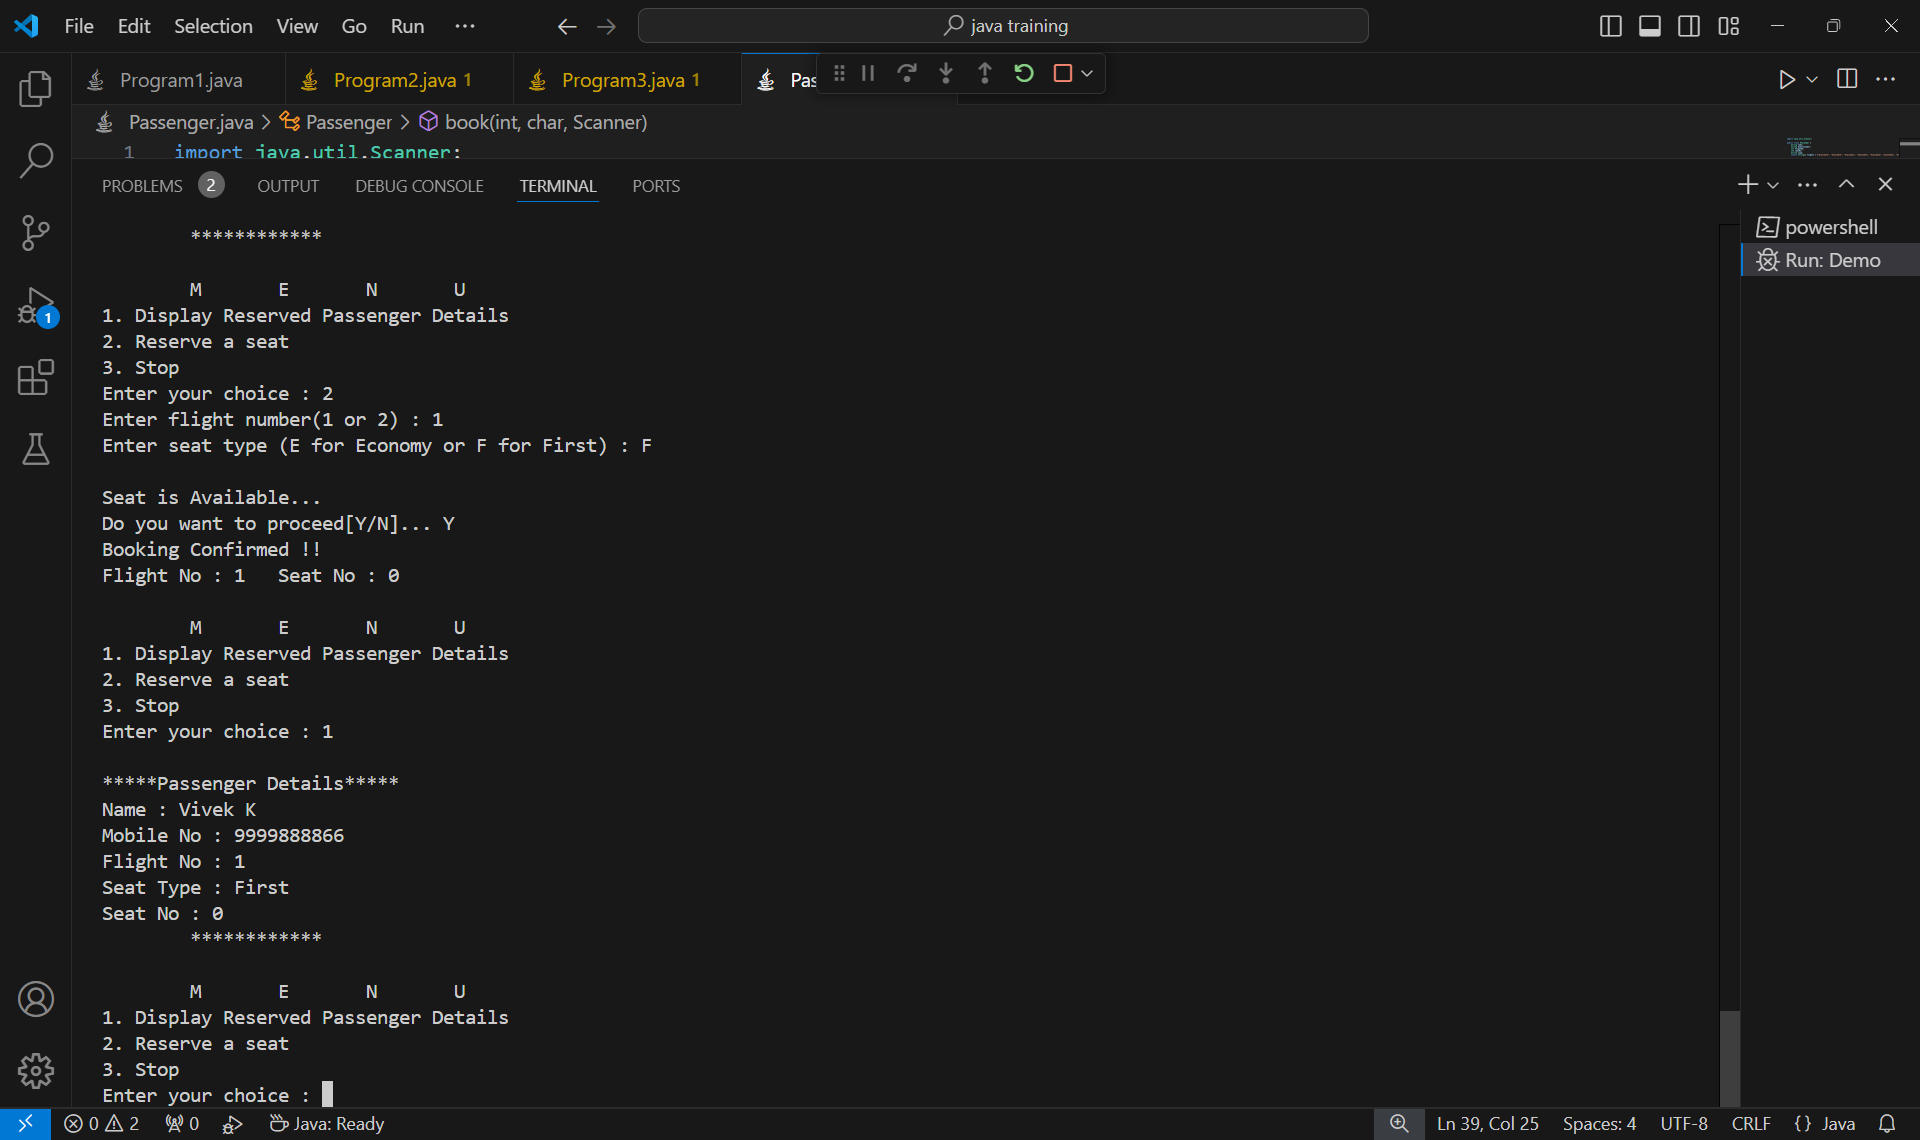 File Edit Selection View Go Run ··· java training
Program1.java Program2.java 1 Program3.java 1 Pas
Passenger.java > Passenger > book(int, char, Scanner)
1 import java.util.Scanner;
PROBLEMS 2 OUTPUT DEBUG CONSOLE TERMINAL PORTS
powershell
Run: Demo
1
************
M E N U
1. Display Reserved Passenger Details
2. Reserve a seat
3. Stop
Enter your choice : 2
Enter flight number(1 or 2) : 1
Enter seat type (E for Economy or F for First) : F
Seat is Available...
Do you want to proceed[Y/N]... Y
Booking Confirmed !!
Flight No : 1 Seat No : 0
M E N U
1. Display Reserved Passenger Details
2. Reserve a seat
3. Stop
Enter your choice : 1
*****Passenger Details*****
Name : Vivek K
Mobile No : 9999888866
Flight No : 1
Seat Type : First
Seat No : 0
************
M E N U
1. Display Reserved Passenger Details
2. Reserve a seat
3. Stop
Enter your choice :
0 2 0 Java: Ready Ln 39, Col 25 Spaces: 4 UTF-8 CRLF {} Java